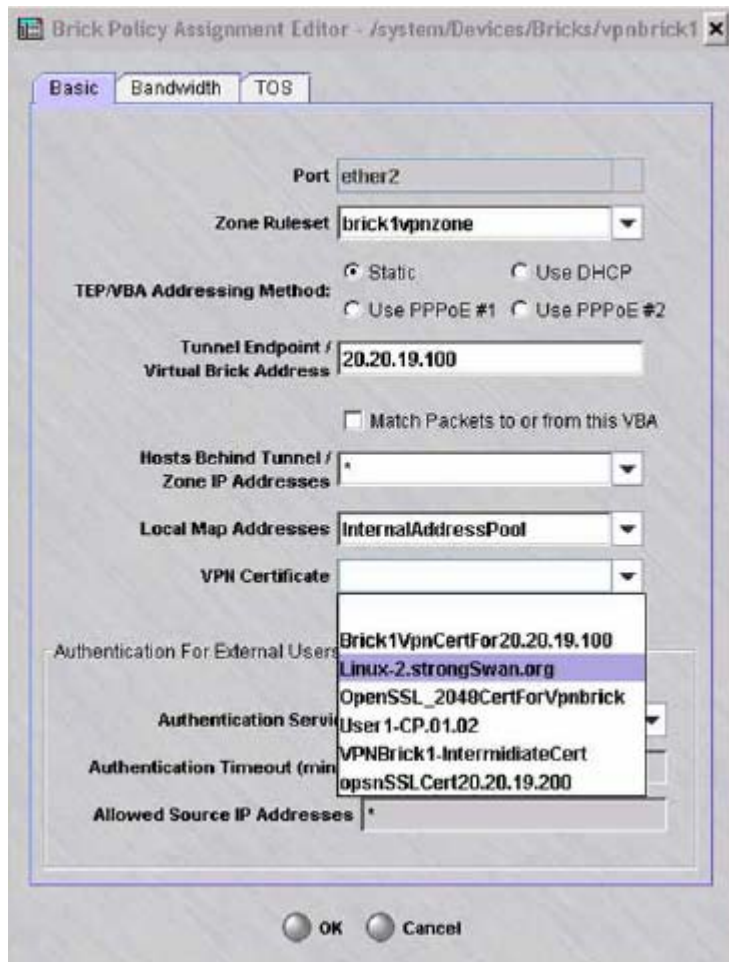 Brick Policy Assignment Editor - /system/Devices/Bricks/vpnbrick1
Basic Bandwidth TOS
Port ether2
Zone Ruleset brick1vpnzone
TEP/VBA Addressing Method: Static Use DHCP
Use PPPoE #1 Use PPPoE #2
Tunnel Endpoint /
Virtual Brick Address 20.20.19.100
Match Packets to or from this VBA
Hosts Behind Tunnel /
Zone IP Addresses *
Local Map Addresses InternalAddressPool
VPN Certificate
Brick1VpnCertFor20.20.19.100
Authentication For External Users
Linux-2.strongSwan.org
OpenSSL_2048CertForVpnbrick
Authentication Servi User1-CP.01.02
VPNBrick1-IntermidiateCert
Authentication Timeout (min opsnSSLCert20.20.19.200
Allowed Source IP Addresses *
OK Cancel